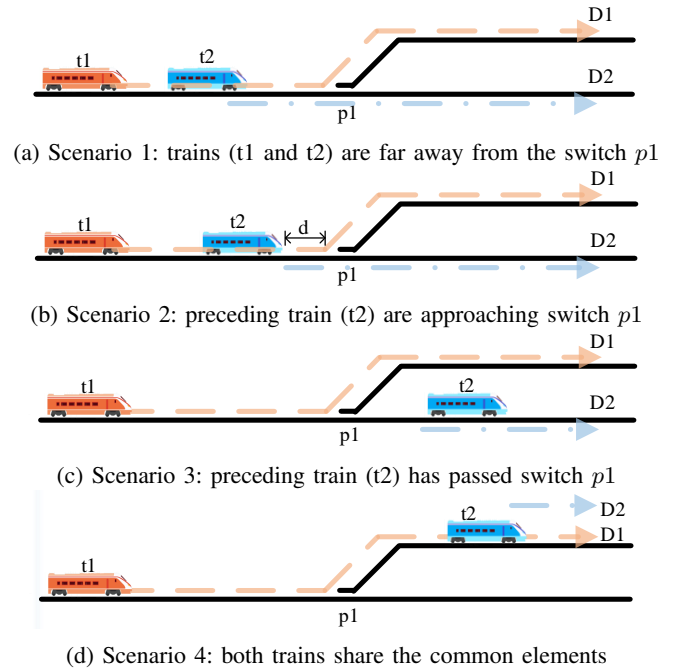 D1
t1 t2
D2
p1
(a) Scenario 1: trains (t1 and t2) are far away from the switch p1
D1
t1 t2 d
D2
p1
(b) Scenario 2: preceding train (t2) are approaching switch p1
D1
t1 t2
D2
p1
(c) Scenario 3: preceding train (t2) has passed switch p1
t2 D2
D1
t1
p1
(d) Scenario 4: both trains share the common elements